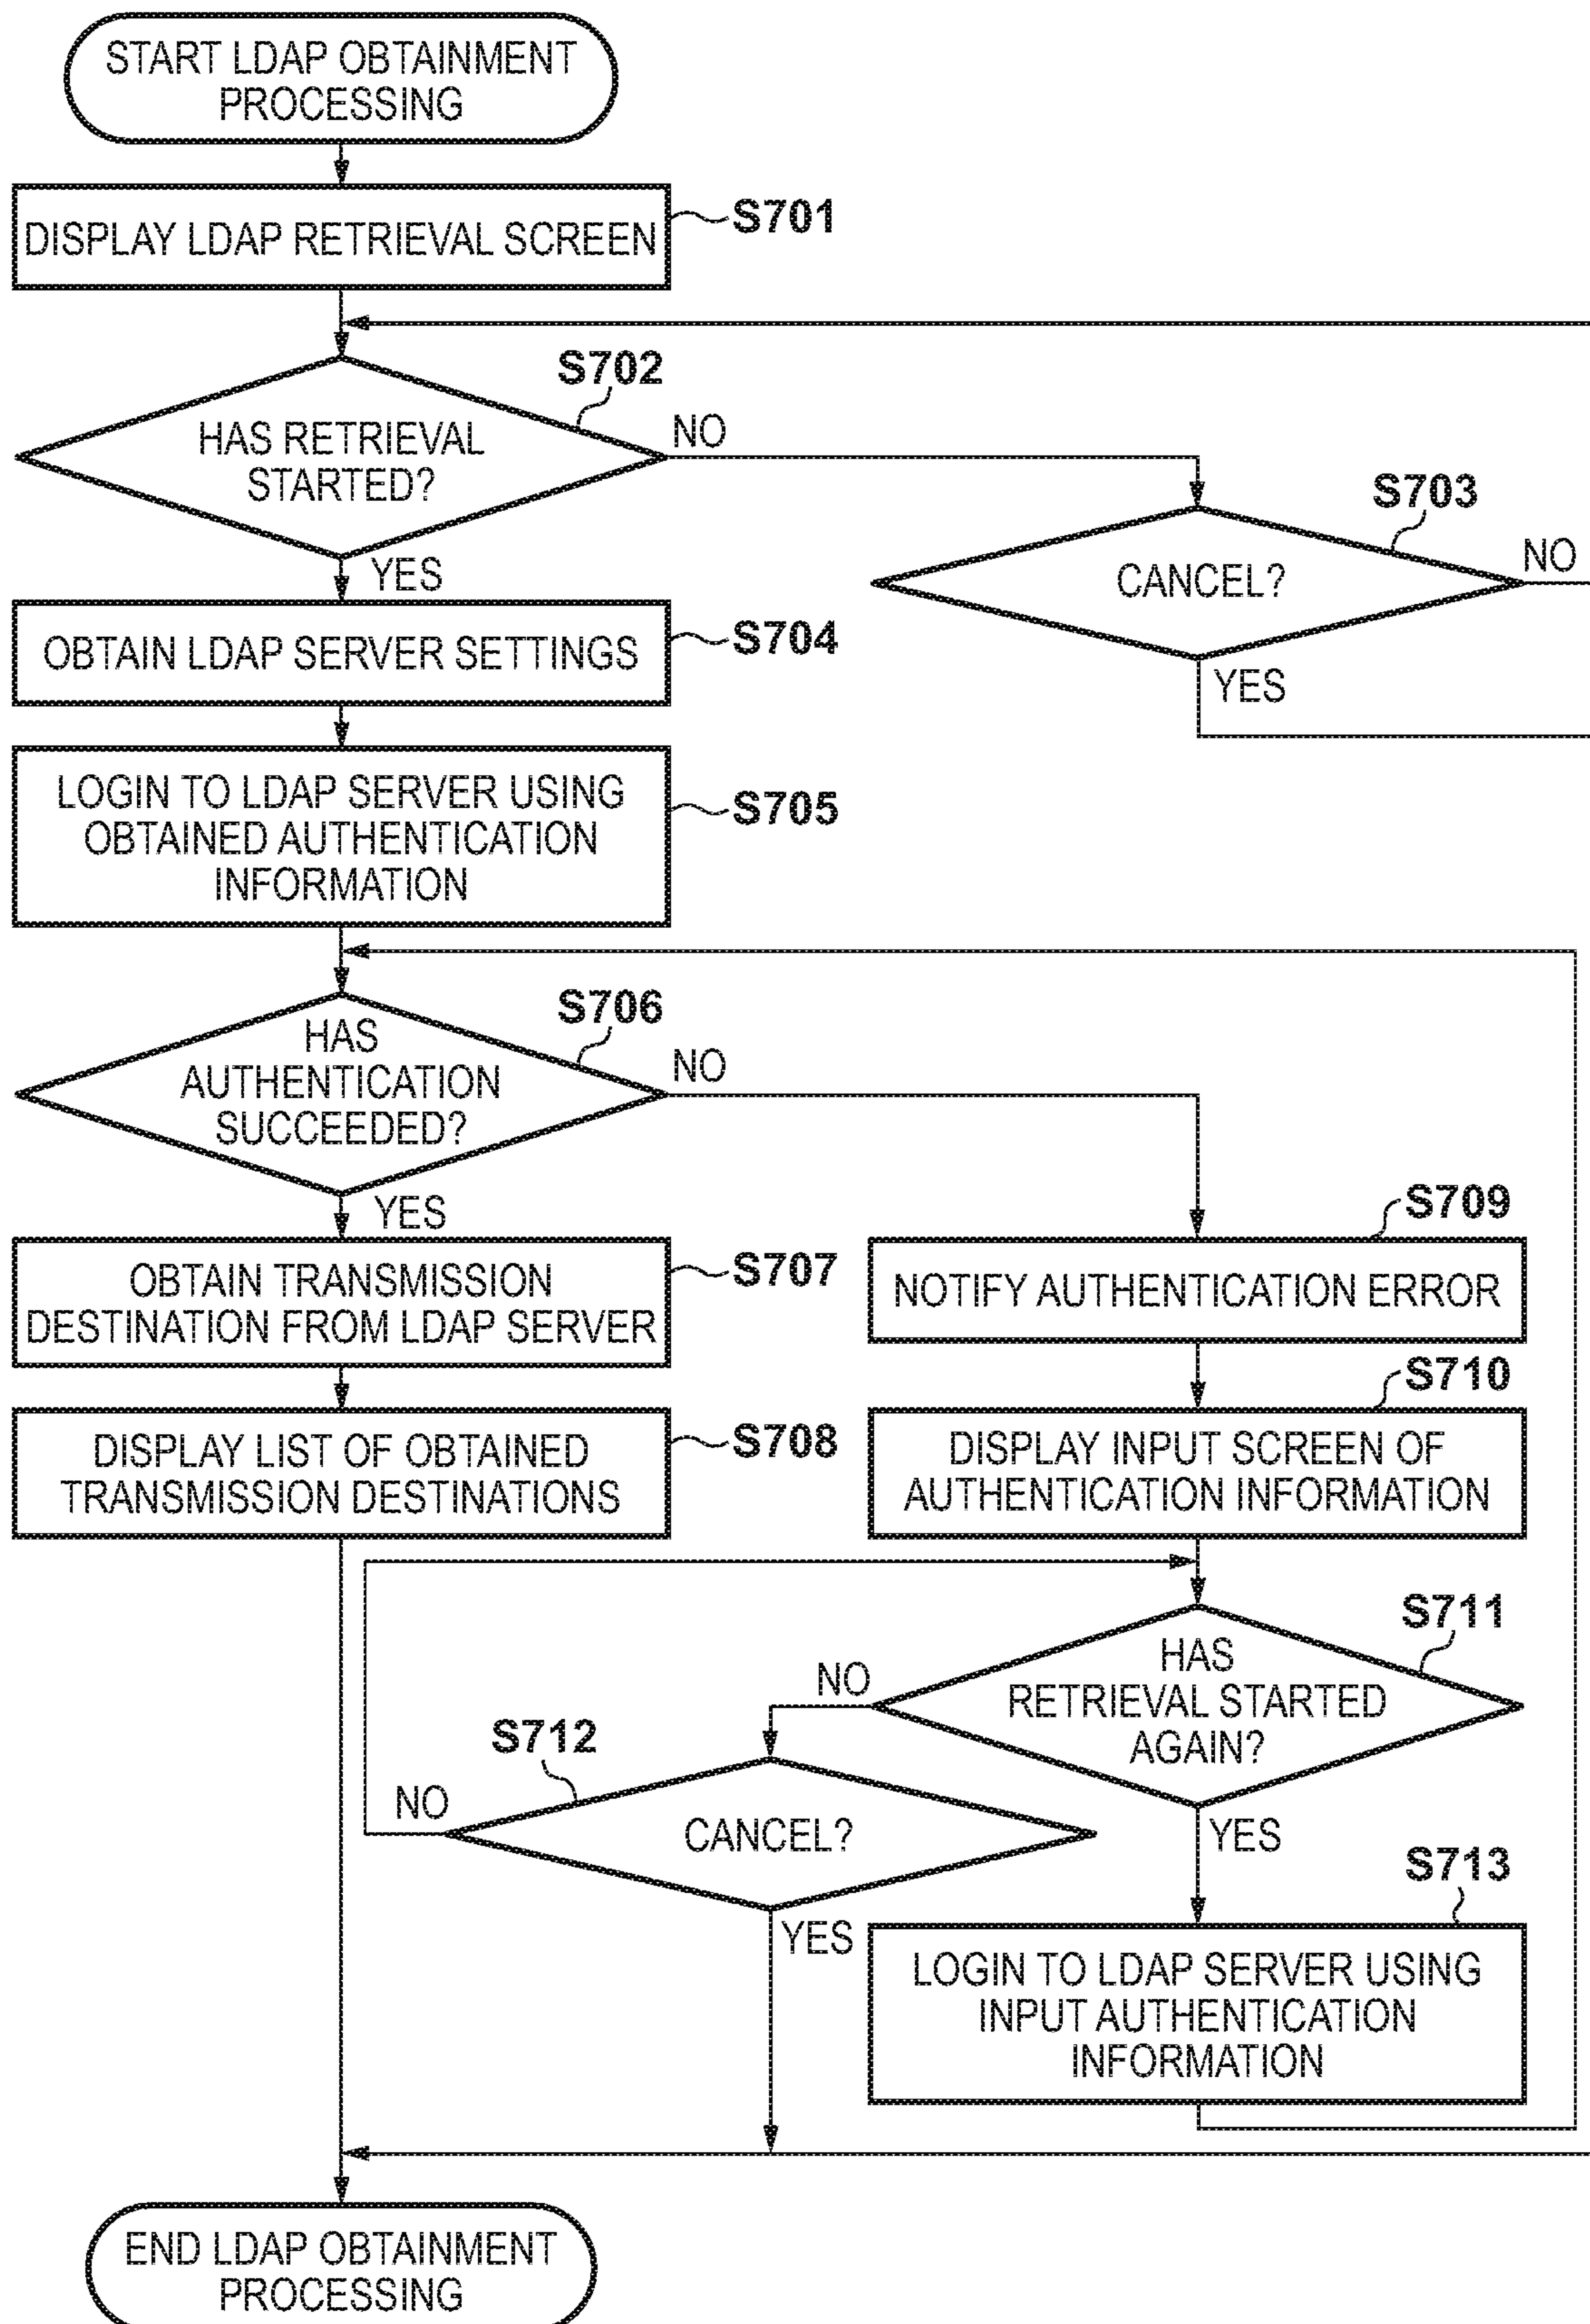 START LDAP OBTAINMENT
PROCESSING
DISPLAY LDAP RETRIEVAL SCREEN
S701
S702
HAS RETRIEVAL
STARTED?
NO
YES
S703
CANCEL?
NO
YES
OBTAIN LDAP SERVER SETTINGS
S704
LOGIN TO LDAP SERVER USING
OBTAINED AUTHENTICATION
INFORMATION
S705
S706
HAS
AUTHENTICATION
SUCCEEDED?
NO
YES
OBTAIN TRANSMISSION
DESTINATION FROM LDAP SERVER
S707
DISPLAY LIST OF OBTAINED
TRANSMISSION DESTINATIONS
S708
S709
NOTIFY AUTHENTICATION ERROR
S710
DISPLAY INPUT SCREEN OF
AUTHENTICATION INFORMATION
S711
HAS
RETRIEVAL STARTED
AGAIN?
NO
YES
S712
CANCEL?
NO
YES
S713
LOGIN TO LDAP SERVER USING
INPUT AUTHENTICATION
INFORMATION
END LDAP OBTAINMENT
PROCESSING